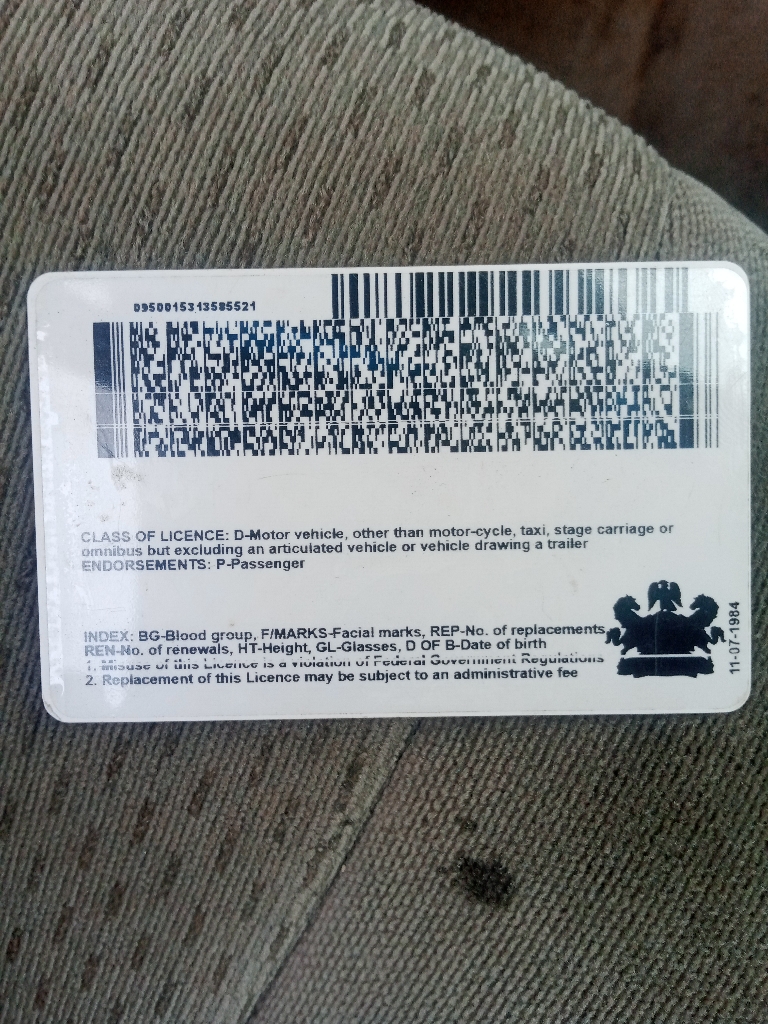 0950015313585521
CLASS OF LICENCE: D-Motor vehicle, other than motor-cycle, taxi, stage carriage or
omnibus but excluding an articulated vehicle or vehicle drawing a trailer
ENDORSEMENTS: P-Passenger
INDEX: BG-Blood group, F/MARKS-Facial marks, REP-No. of replacements
REN-No. of renewals, HT-Height, GL-Glasses, D OF B-Date of birth
1. Misuse of this Licence is a violation of Federal Government Regulations
2. Replacement of this Licence may be subject to an administrative fee
11-07-1984